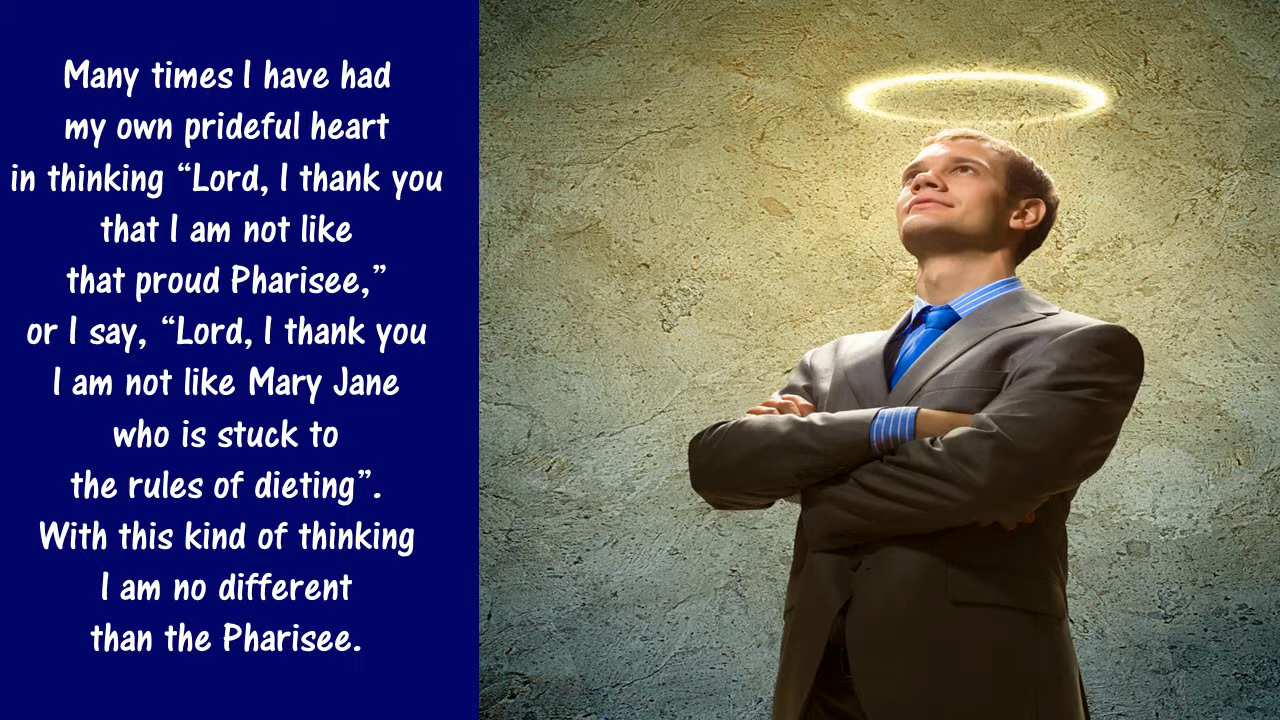 Many times I have had
my own prideful heart
in thinking “Lord, I thank you
that I am not like
that proud Pharisee,”
or I say, “Lord, I thank you
I am not like Mary Jane
who is stuck to
the rules of dieting”.
With this kind of thinking
I am no different
than the Pharisee.